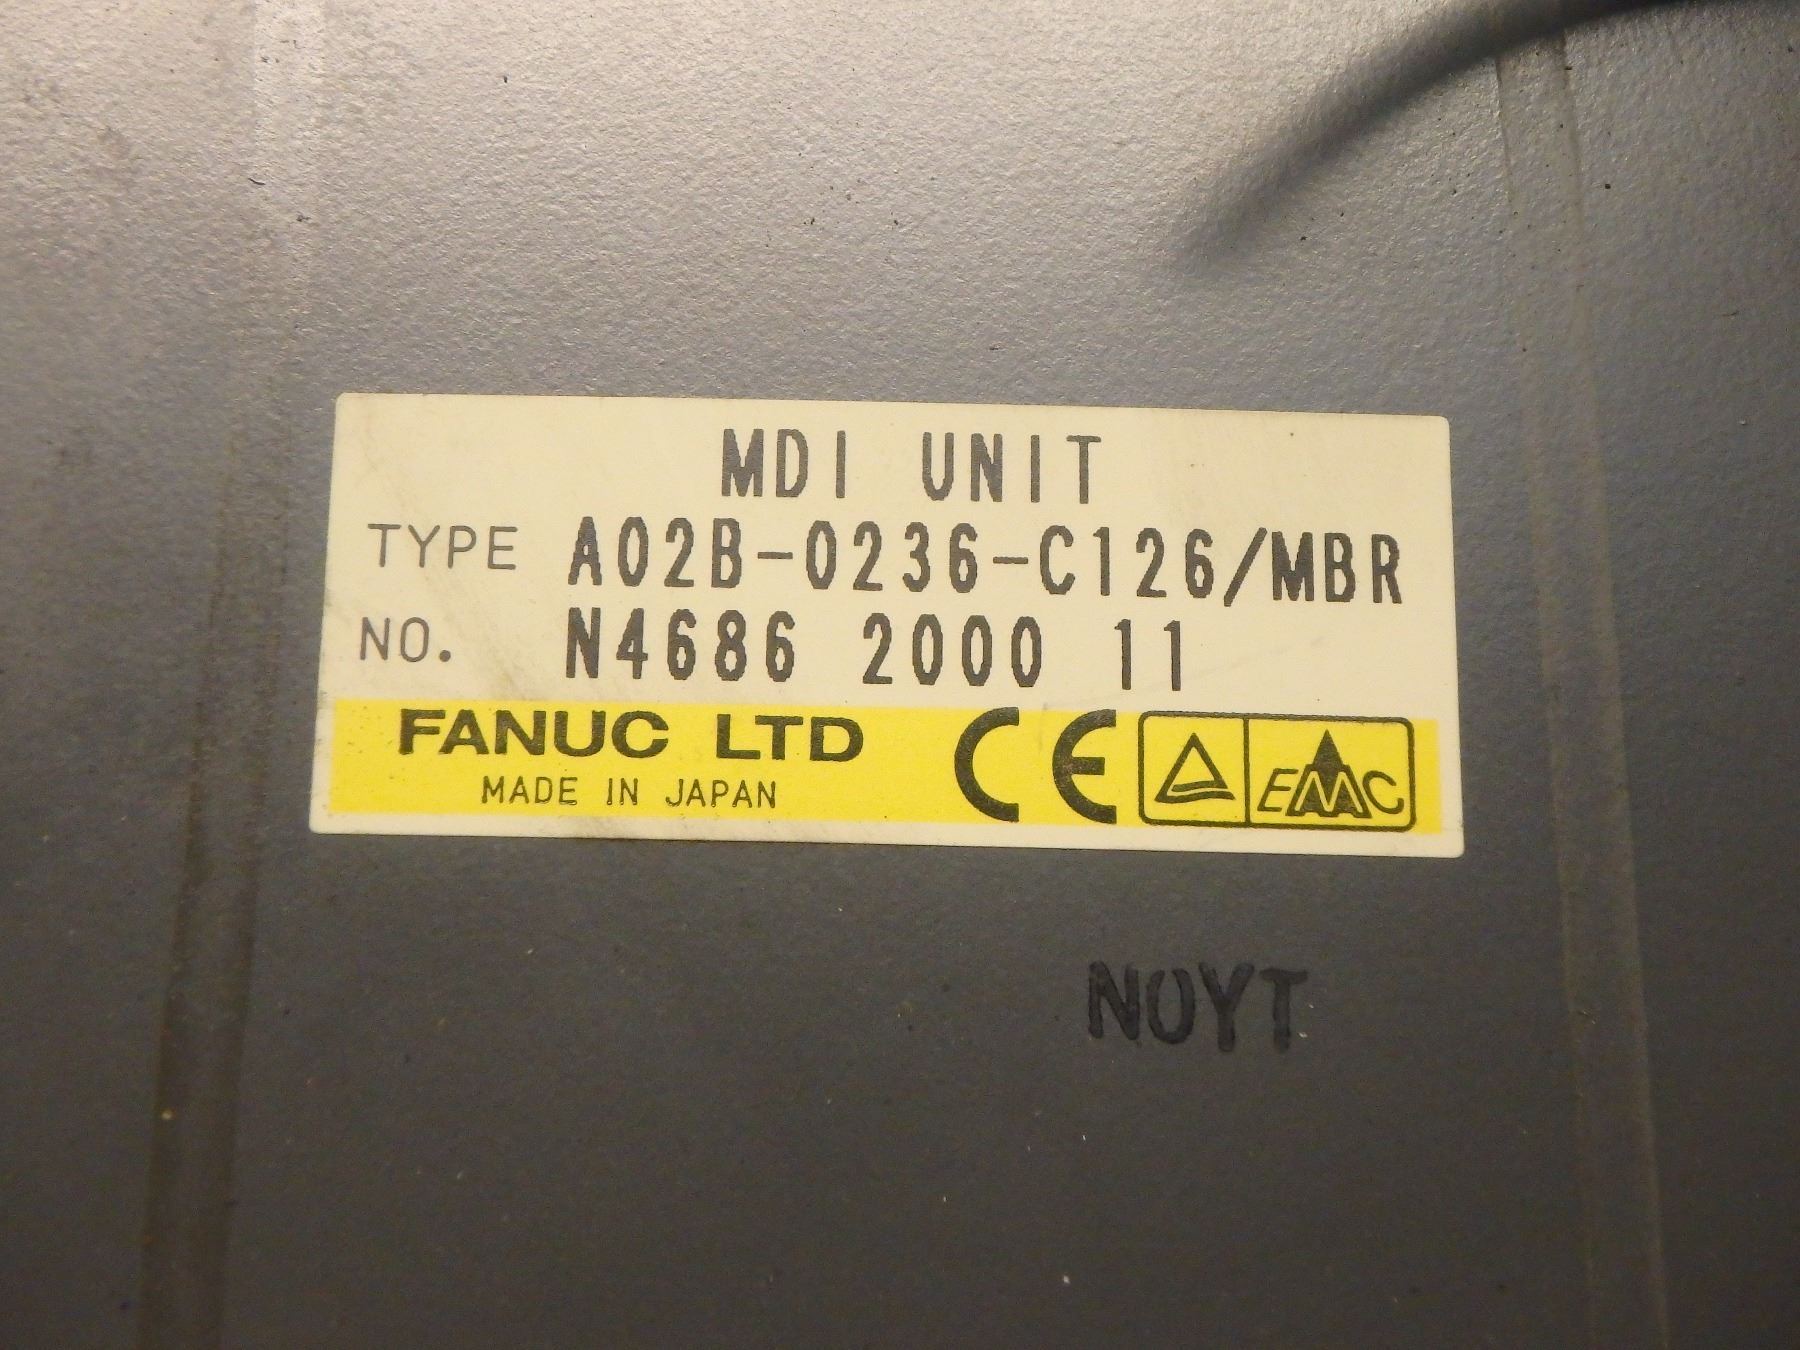 MDI UNIT
TYPE A02B-0236-C126/MBR
NO. N4686 2000 11
FANUC LTD
MADE IN JAPAN
CE
EMC
NOYT